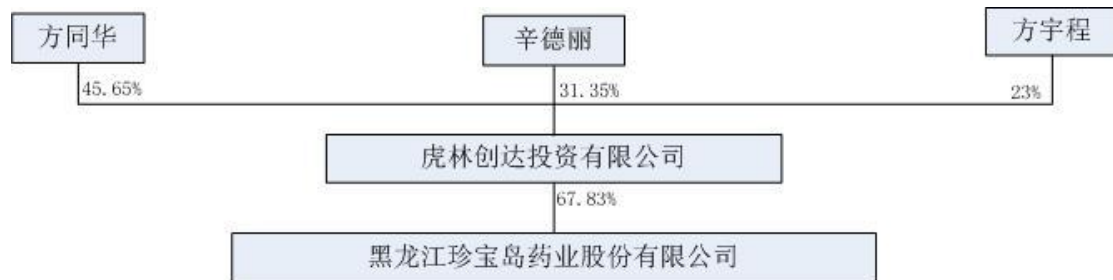 方同华
辛德丽
方宇程
45.65%
31.35%
23%
虎林创达投资有限公司
67.83%
黑龙江珍宝岛药业股份有限公司